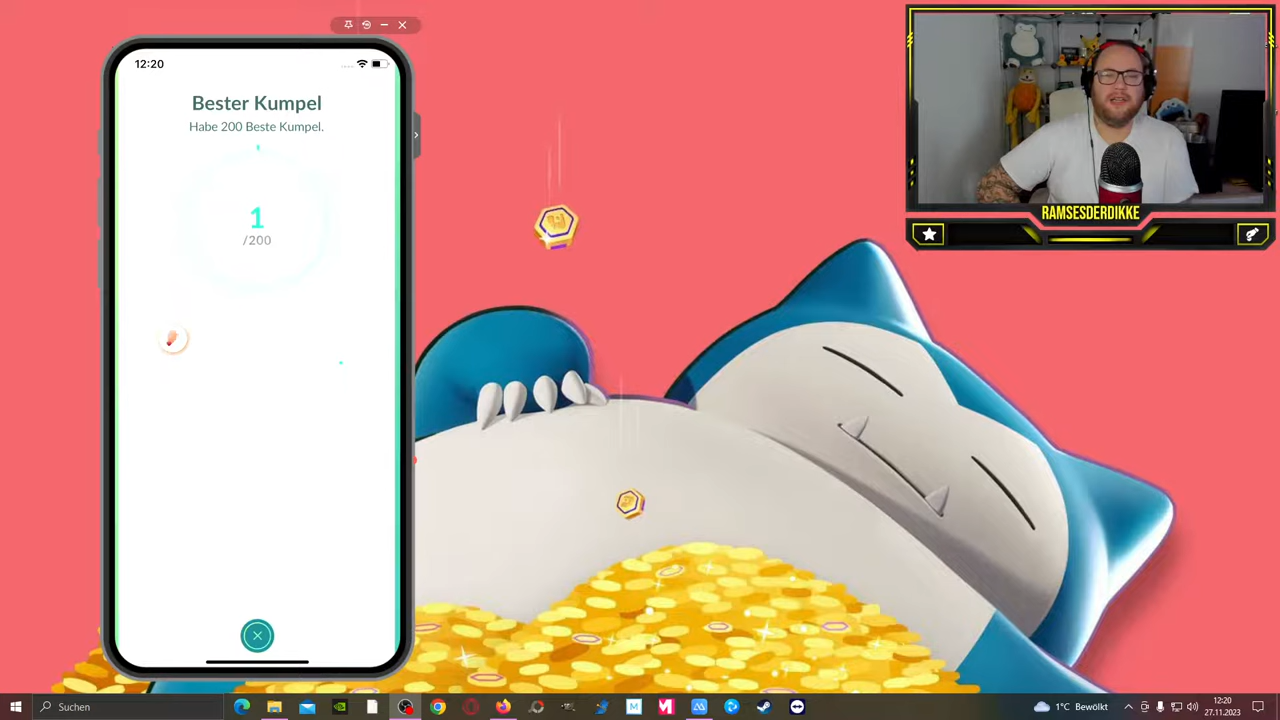 12:20
Bester Kumpel
Habe 200 Beste Kumpel.
1
/200
RAMSESDERDIKKE
Suchen
1°C Bewölkt
12:20
27.11.2023